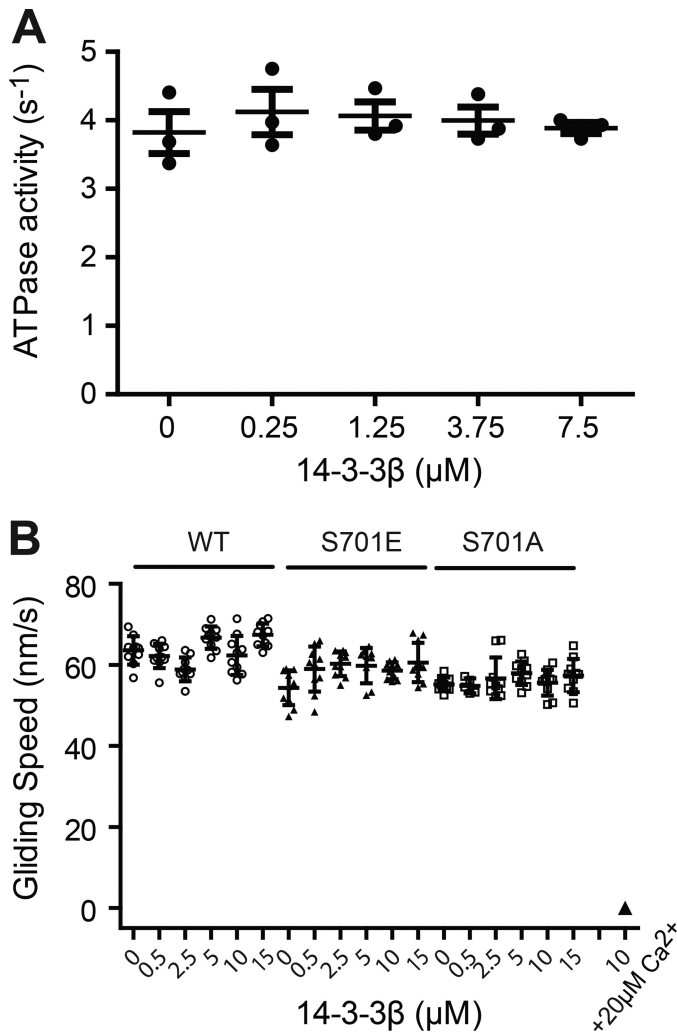 A
ATPase activity (s-1)
5
4
3
2
1
0
0 0.25 1.25 3.75 7.5
14-3-3β (µM)
B
WT S701E S701A
Gliding Speed (nm/s)
80
60
40
20
0
0 0.5 2.5 5 10 15 0 0.5 2.5 5 10 15 0 0.5 2.5 5 10 15 10
+20µM Ca2+
14-3-3β (µM)